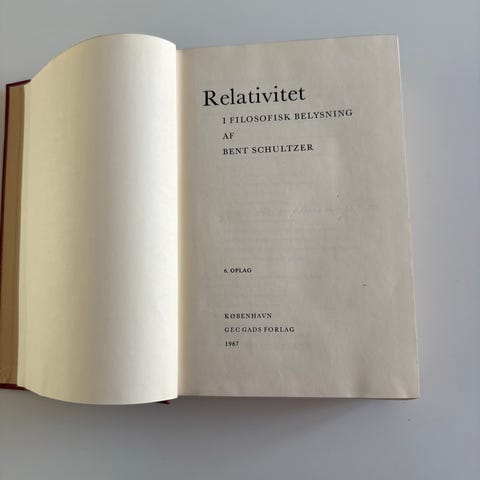 Relativitet
I FILOSOFISK BELYSNING
AF
BENT SCHULTZER
6. OPLAG
KØBENHAVN
GEC GADS FORLAG
1967